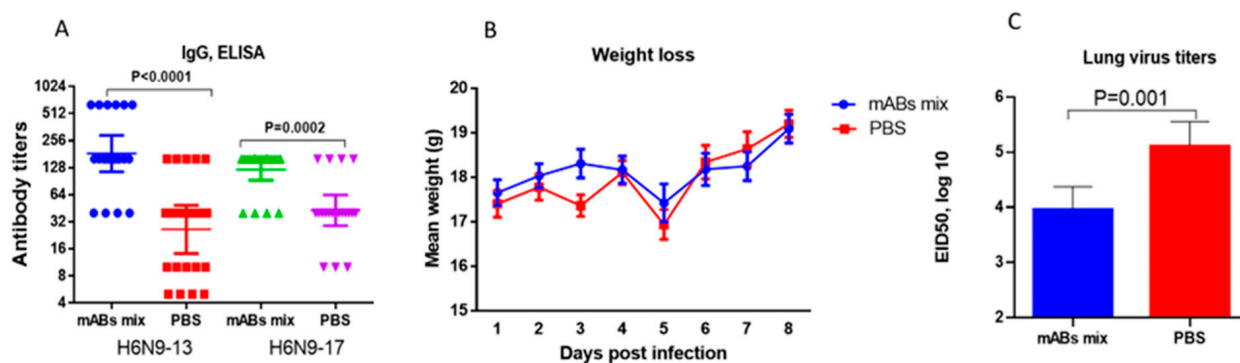 A
IgG, ELISA
P<0.0001
P=0.0002
Antibody titers
1024
512
256
128
64
32
16
8
4
mABs mix PBS mABs mix PBS
H6N9-13 H6N9-17
B
Weight loss
mABs mix
PBS
Mean weight (g)
20
19
18
17
16
15
1 2 3 4 5 6 7 8
Days post infection
C
Lung virus titers
P=0.001
EID50, log 10
6
5
4
3
2
mABs mix PBS